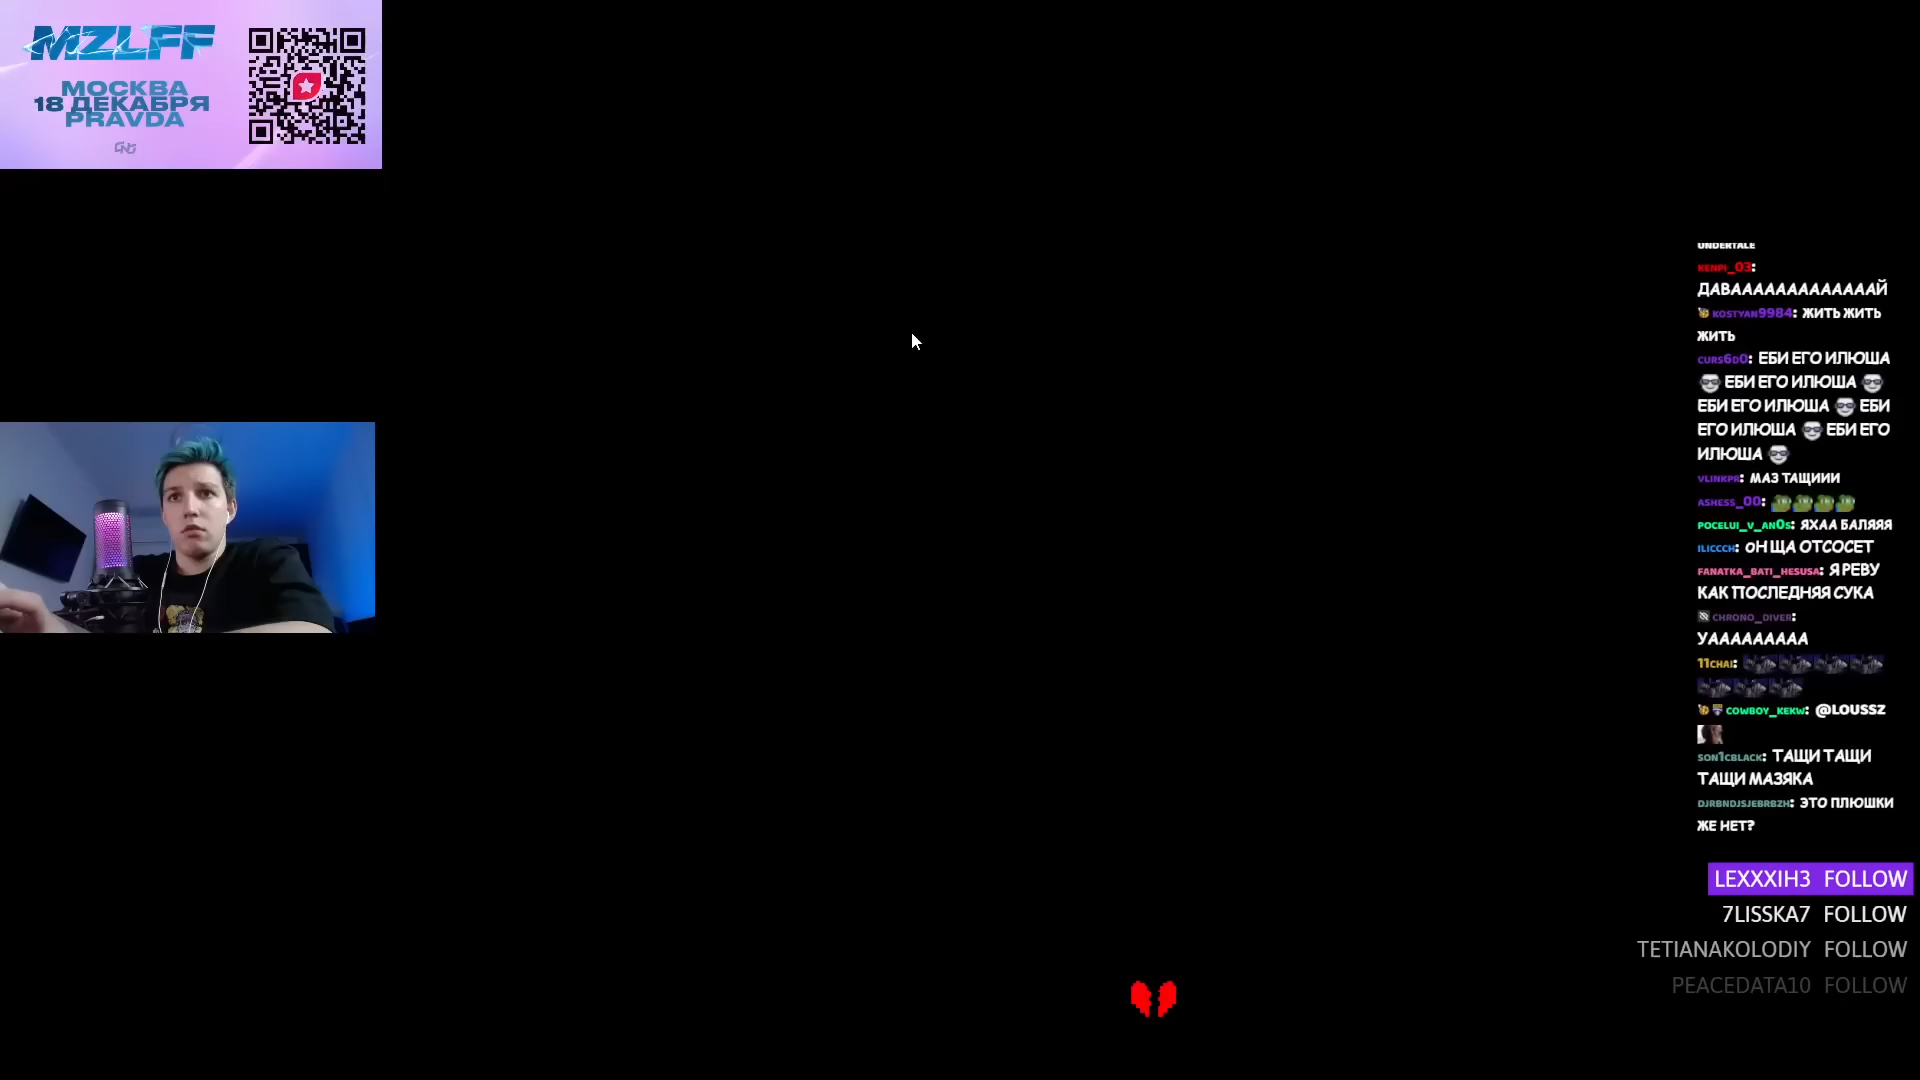 MZLFF
МОСКВА
18 ДЕКАБРЯ
PRAVDA
UNDERTALE
KENPI_03:
ДАВАААААААААААААЙ
KOSTYAN9984: ЖИТЬ ЖИТЬ
ЖИТЬ
CURS6D0: ЕБИ ЕГО ИЛЮША
ЕБИ ЕГО ИЛЮША
ЕБИ ЕГО ИЛЮША ЕБИ
ЕГО ИЛЮША ЕБИ ЕГО
ИЛЮША
VLINKPR: МАЗ ТАЩИИИ
ASHESS_00:
POCELUI_V_AN0S: ЯХАА БАЛЯЯЯ
ILICCCH: ОН ЩА ОТСОСЕТ
FANATKA_BATI_HESUSA: Я РЕВУ
КАК ПОСЛЕДНЯЯ СУКА
CHRONO_DIVER:
УААААААААА
11CHAI:
COWBOY_KEKW: @LOUSSZ
SON1CBLACK: ТАЩИ ТАЩИ
ТАЩИ МАЗЯКА
DJRBNDJSJEBRBZH: ЭТО ПЛЮШКИ
ЖЕ НЕТ?
LEXXXIH3 FOLLOW
7LISSKA7 FOLLOW
TETIANAKOLODIY FOLLOW
PEACEDATA10 FOLLOW